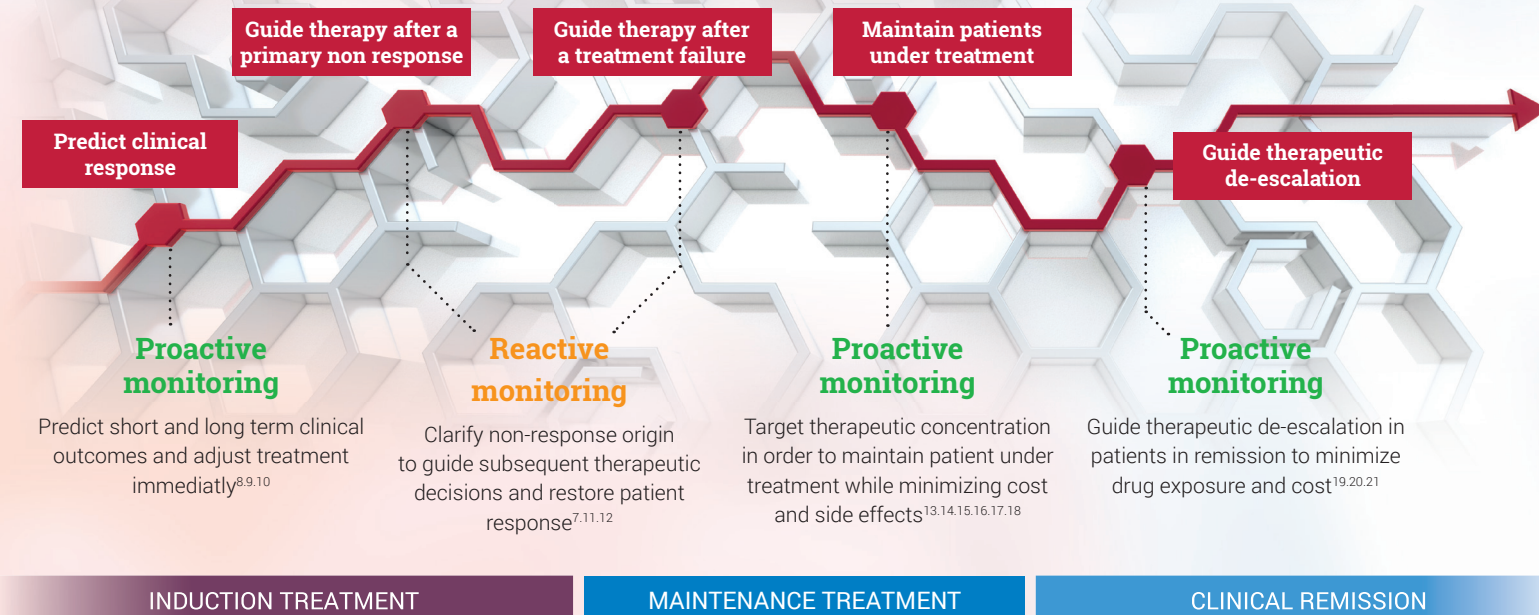 Guide therapy after a
primary non response
Guide therapy after
a treatment failure
Maintain patients
under treatment
Predict clinical
response
Guide therapeutic
de-escalation
Proactive
monitoring
Predict short and long term clinical
outcomes and adjust treatment
immediatly8.9.10
Reactive
monitoring
Clarify non-response origin
to guide subsequent therapeutic
decisions and restore patient
response7.11.12
Proactive
monitoring
Target therapeutic concentration
in order to maintain patient under
treatment while minimizing cost
and side effects13.14.15.16.17.18
Proactive
monitoring
Guide therapeutic de-escalation in
patients in remission to minimize
drug exposure and cost19.20.21
INDUCTION TREATMENT
MAINTENANCE TREATMENT
CLINICAL REMISSION